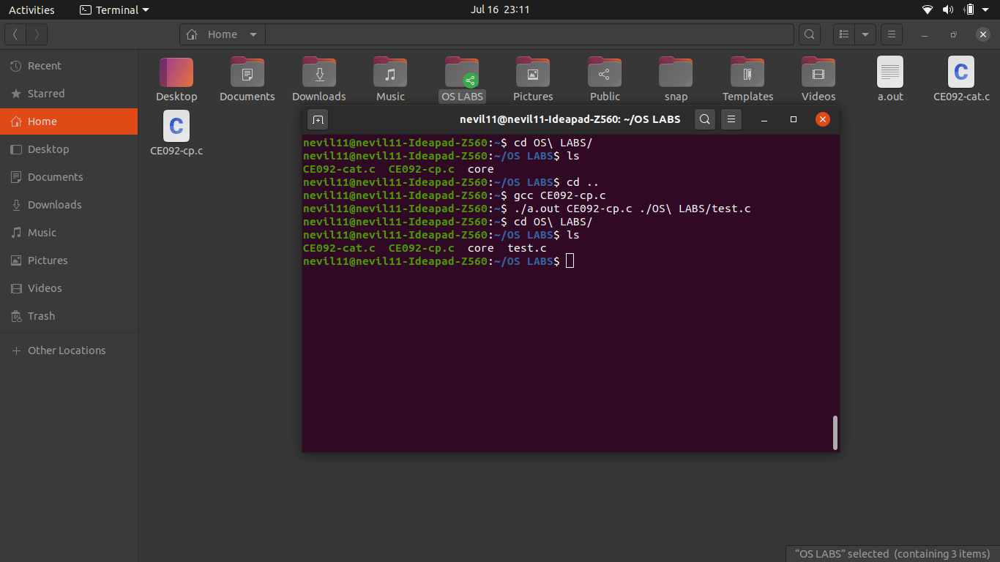 Activities Terminal Jul 16 23:11
Home
Recent
Starred
Home
Desktop
Documents
Downloads
Music
Pictures
Videos
Trash
Other Locations
Desktop Documents Downloads Music OS LABS Pictures Public snap Templates Videos a.out CE092-cat.c
CE092-cp.c
nevil11@nevil11-Ideapad-Z560: ~/OS LABS
nevil11@nevil11-Ideapad-Z560:~$ cd OS\ LABS/
nevil11@nevil11-Ideapad-Z560:~/OS LABS$ ls
CE092-cat.c  CE092-cp.c  core
nevil11@nevil11-Ideapad-Z560:~/OS LABS$ cd ..
nevil11@nevil11-Ideapad-Z560:~$ gcc CE092-cp.c
nevil11@nevil11-Ideapad-Z560:~$ ./a.out CE092-cp.c ./OS\ LABS/test.c
nevil11@nevil11-Ideapad-Z560:~$ cd OS\ LABS/
nevil11@nevil11-Ideapad-Z560:~/OS LABS$ ls
CE092-cat.c  CE092-cp.c  core  test.c
nevil11@nevil11-Ideapad-Z560:~/OS LABS$
“OS LABS” selected (containing 3 items)